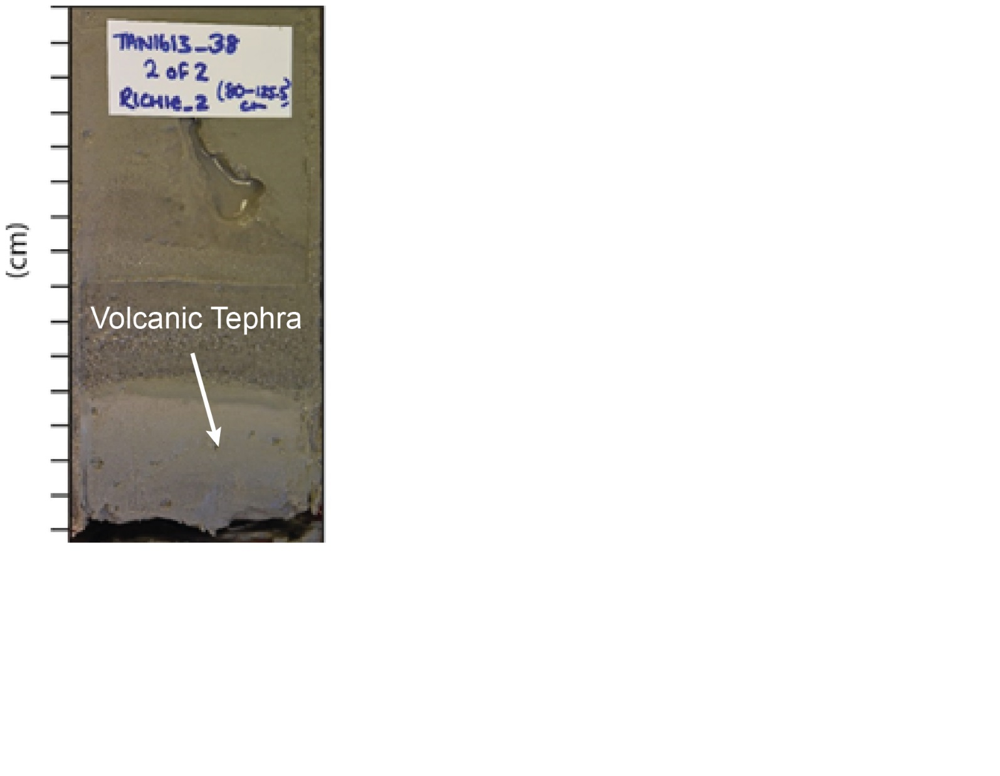 TAN1613_38
2 of 2
RICHIE_2 (80-125.5
cm)
(cm)
Volcanic Tephra